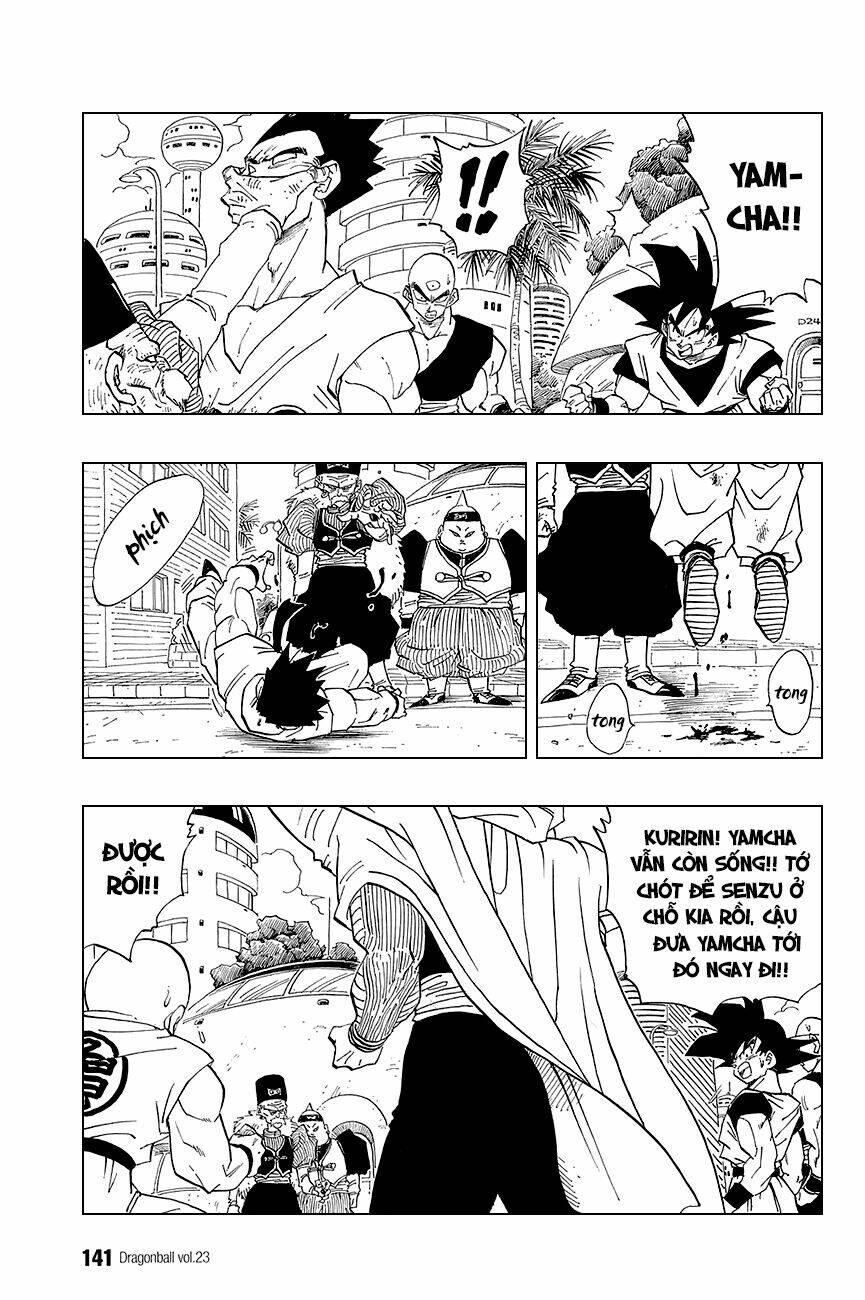 YAM-
CHA!!
!!
D24
phịch
tong
tong
KURIRIN! YAMCHA
VẪN CÒN SỐNG!! TỚ
CHÓT ĐỂ SENZU Ở
CHỖ KIA RỒI, CẬU
ĐƯA YAMCHA TỚI
ĐÓ NGAY ĐI!!
ĐƯỢC
RỒI!!
141 Dragonball vol.23